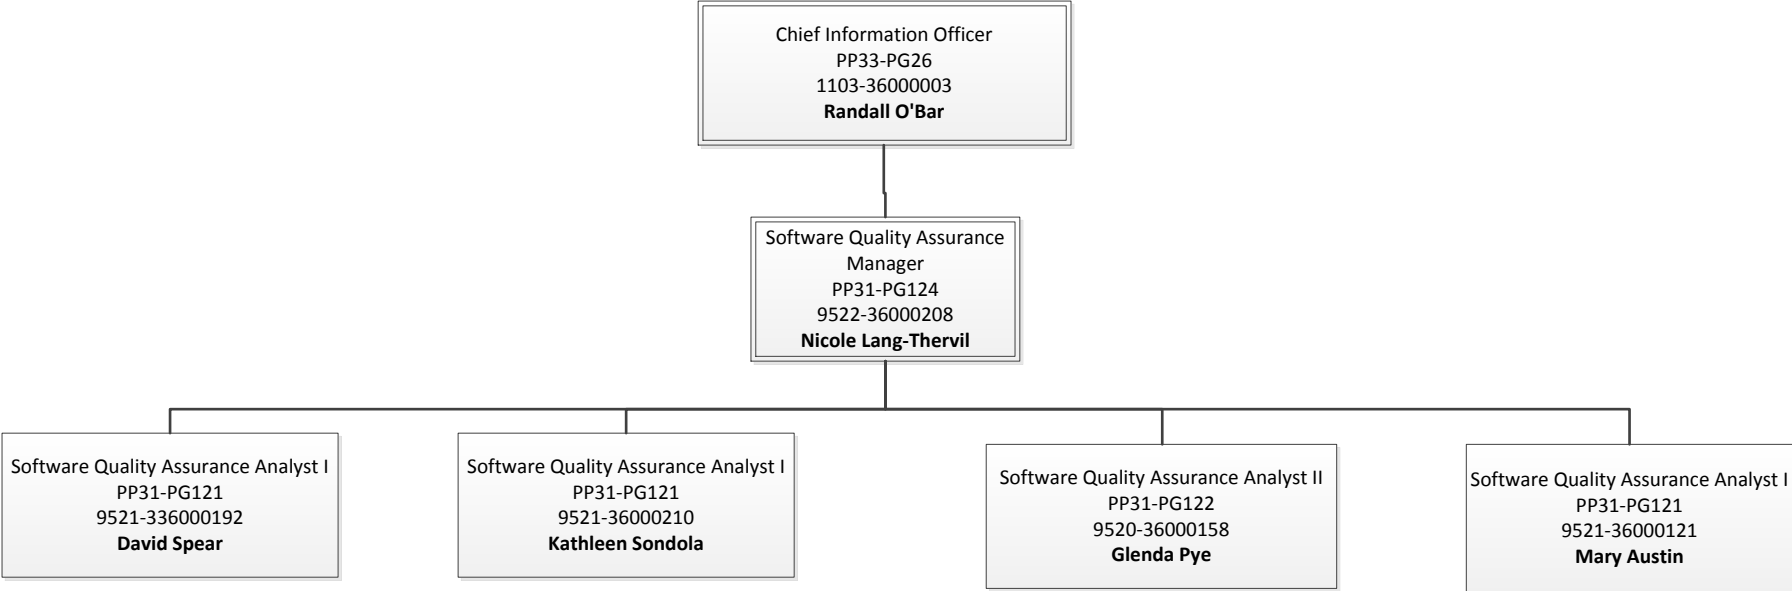 Chief Information Officer
PP33-PG26
1103-36000003
Randall O'Bar
Software Quality Assurance
Manager
PP31-PG124
9522-36000208
Nicole Lang-Thervil
Software Quality Assurance Analyst I
PP31-PG121
9521-336000192
David Spear
Software Quality Assurance Analyst I
PP31-PG121
9521-36000210
Kathleen Sondola
Software Quality Assurance Analyst II
PP31-PG122
9520-36000158
Glenda Pye
Software Quality Assurance Analyst I
PP31-PG121
9521-36000121
Mary Austin